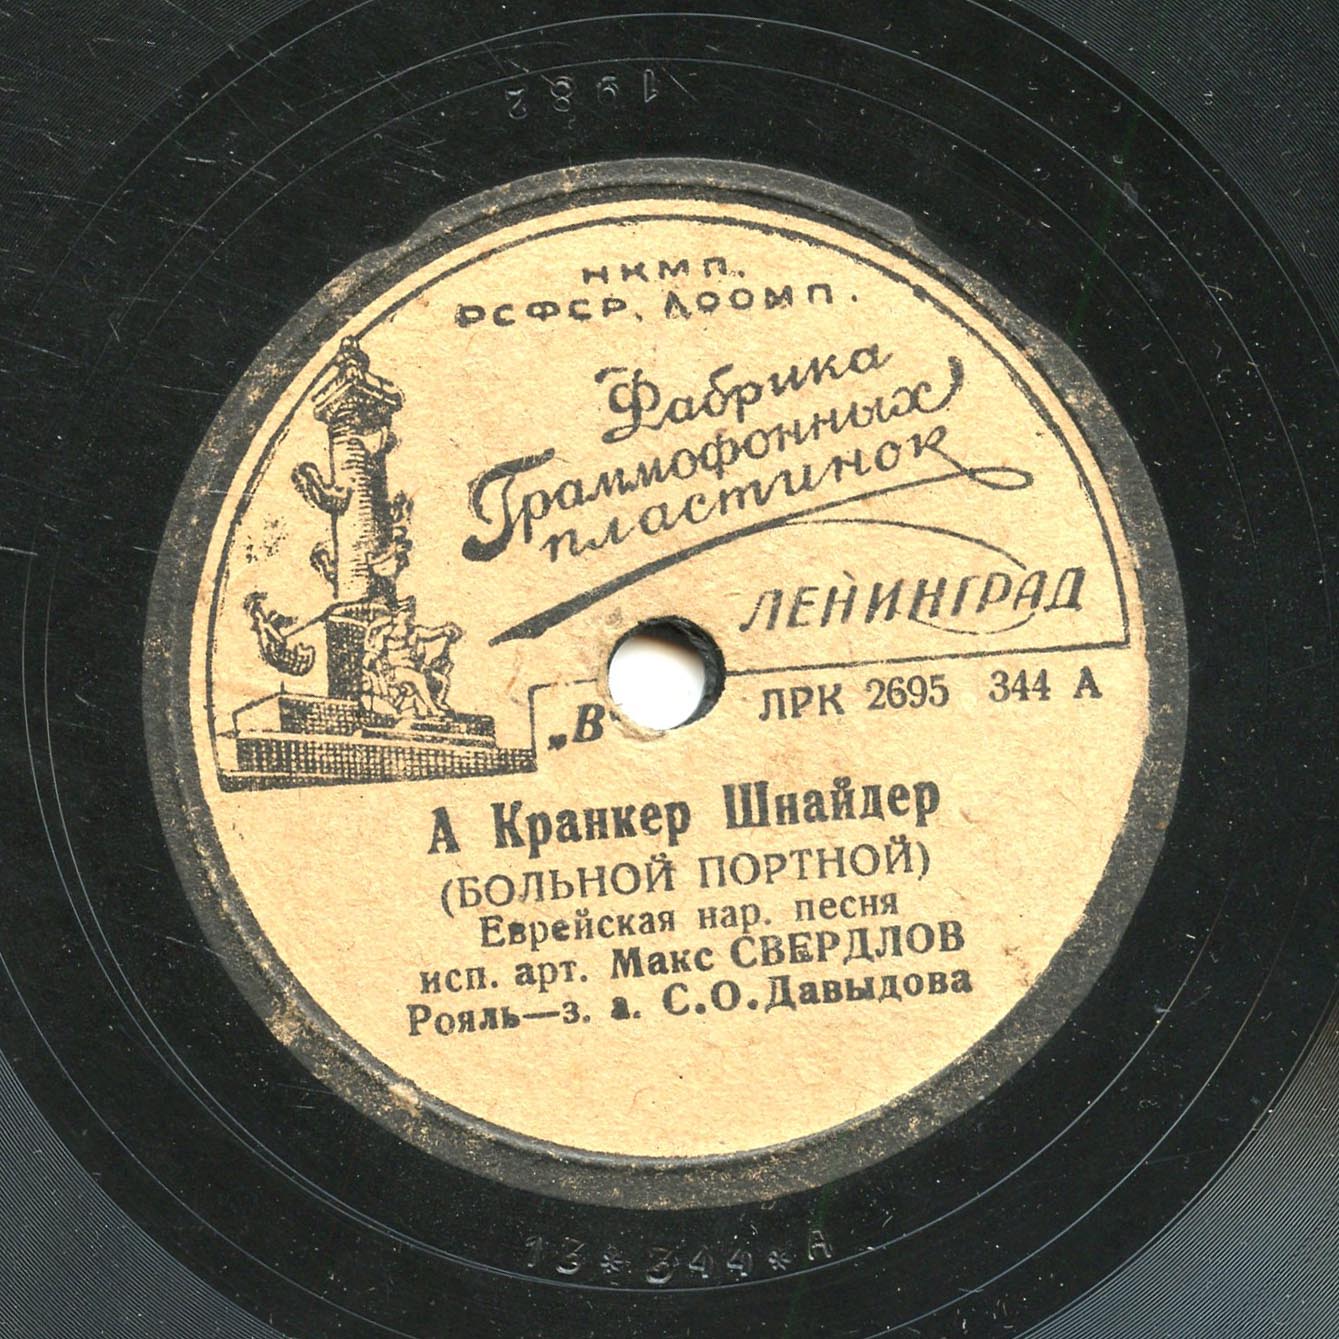 1982
НКМП.
РСФСР, ЛООМП.
Фабрика
Граммофонных
пластинок
ЛЕНИНГРАД
„В“ ЛРК 2695 344 А
А Кранкер Шнайдер
(БОЛЬНОЙ ПОРТНОЙ)
Еврейская нар. песня
исп. арт. Макс СВЕРДЛОВ
Рояль—з. а. С.О.Давыдова
13*344*А